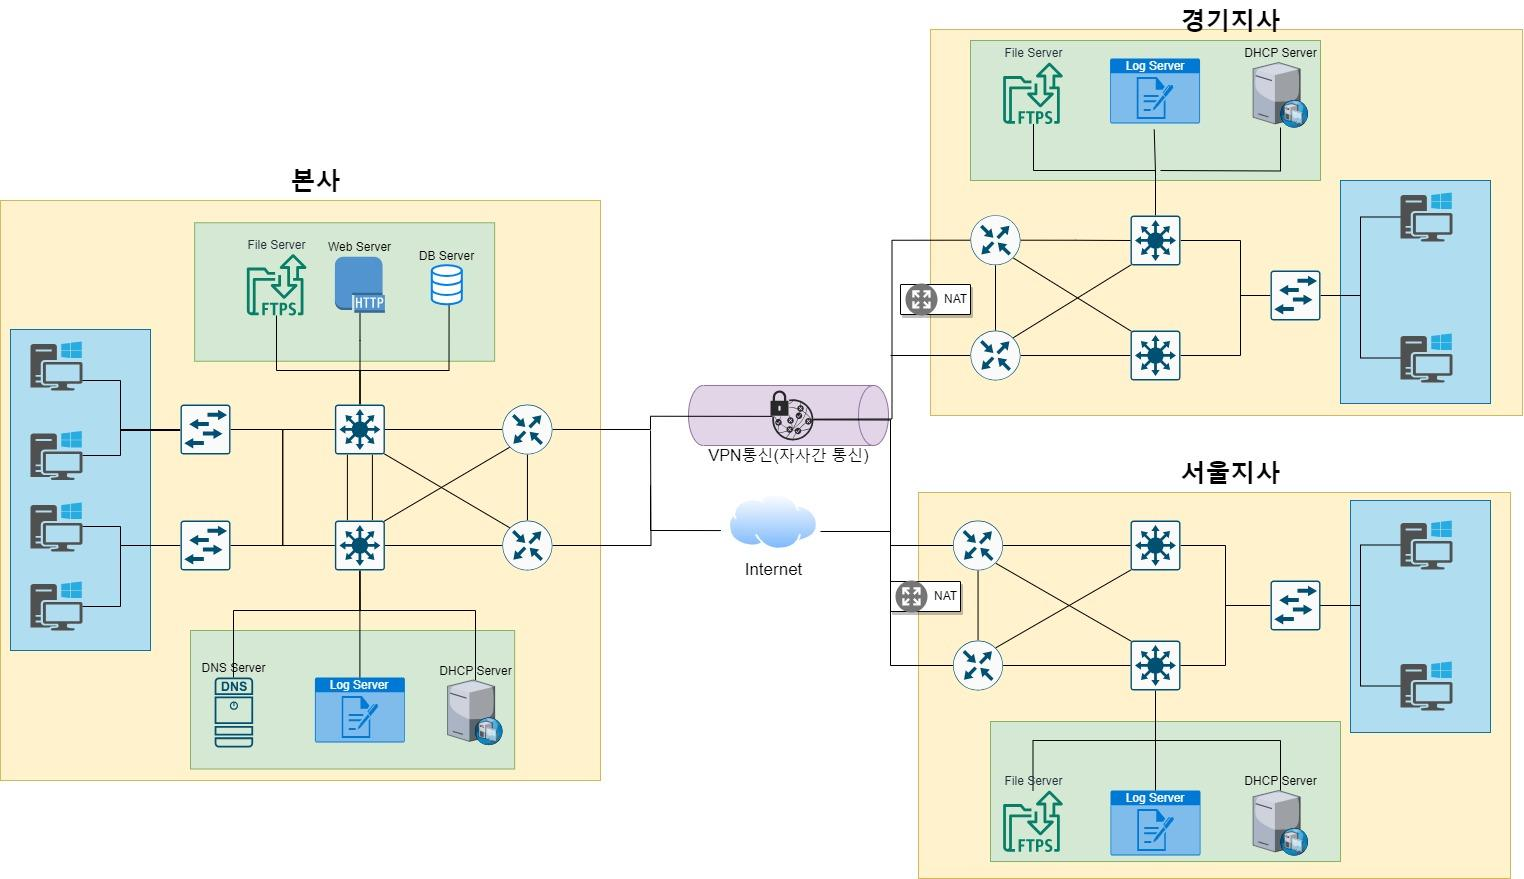 경기지사
File Server
Log Server
DHCP Server
FTPS
본사
File Server
Web Server
DB Server
FTPS
HTTP
NAT
VPN통신(자사간 통신)
서울지사
Internet
NAT
DNS Server
DNS
Log Server
DHCP Server
File Server
Log Server
DHCP Server
FTPS